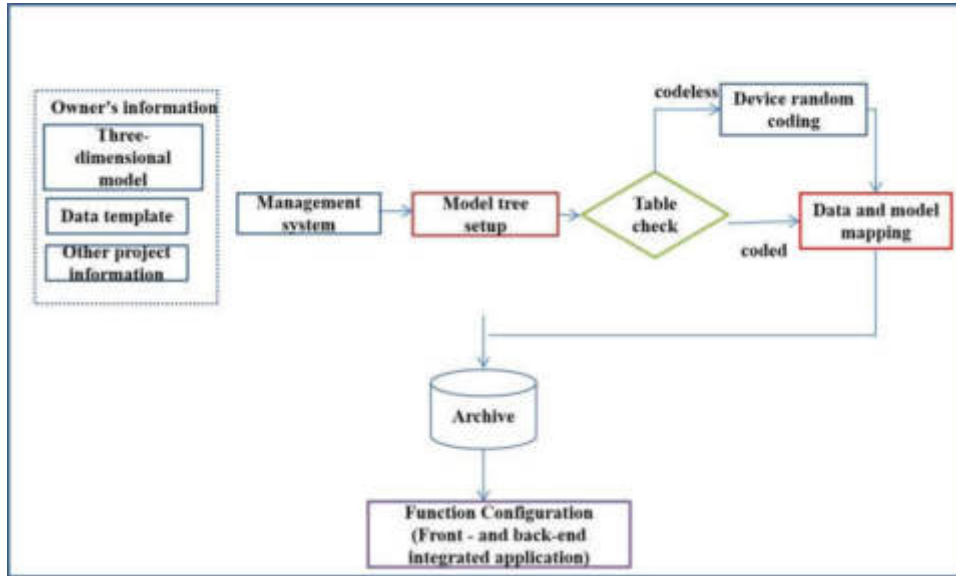 Owner's information
Three-
dimensional
model
Data template
Other project
information
Management
system
Model tree
setup
Table
check
codeless
Device random
coding
coded
Data and model
mapping
Archive
Function Configuration
(Front - and back-end
integrated application)